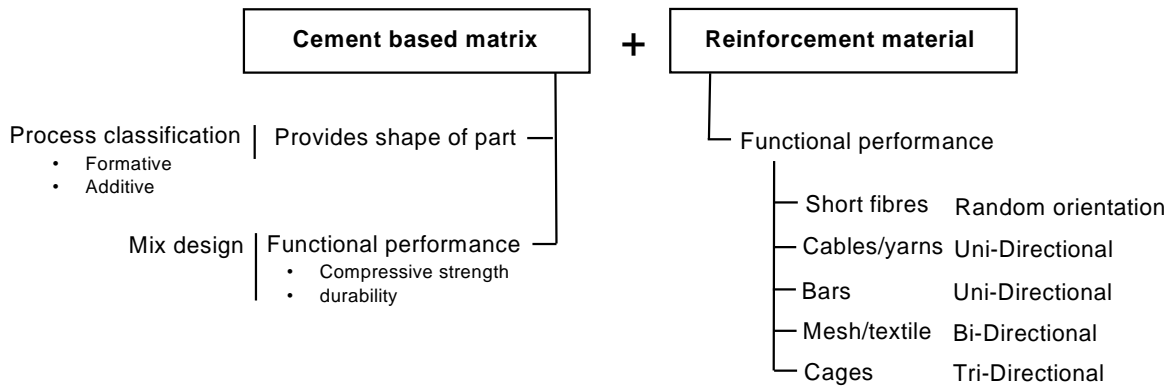 Cement based matrix + Reinforcement material
Process classification
• Formative
• Additive
Provides shape of part
Mix design
Functional performance
• Compressive strength
• durability
Functional performance
Short fibres Random orientation
Cables/yarns Uni-Directional
Bars Uni-Directional
Mesh/textile Bi-Directional
Cages Tri-Directional